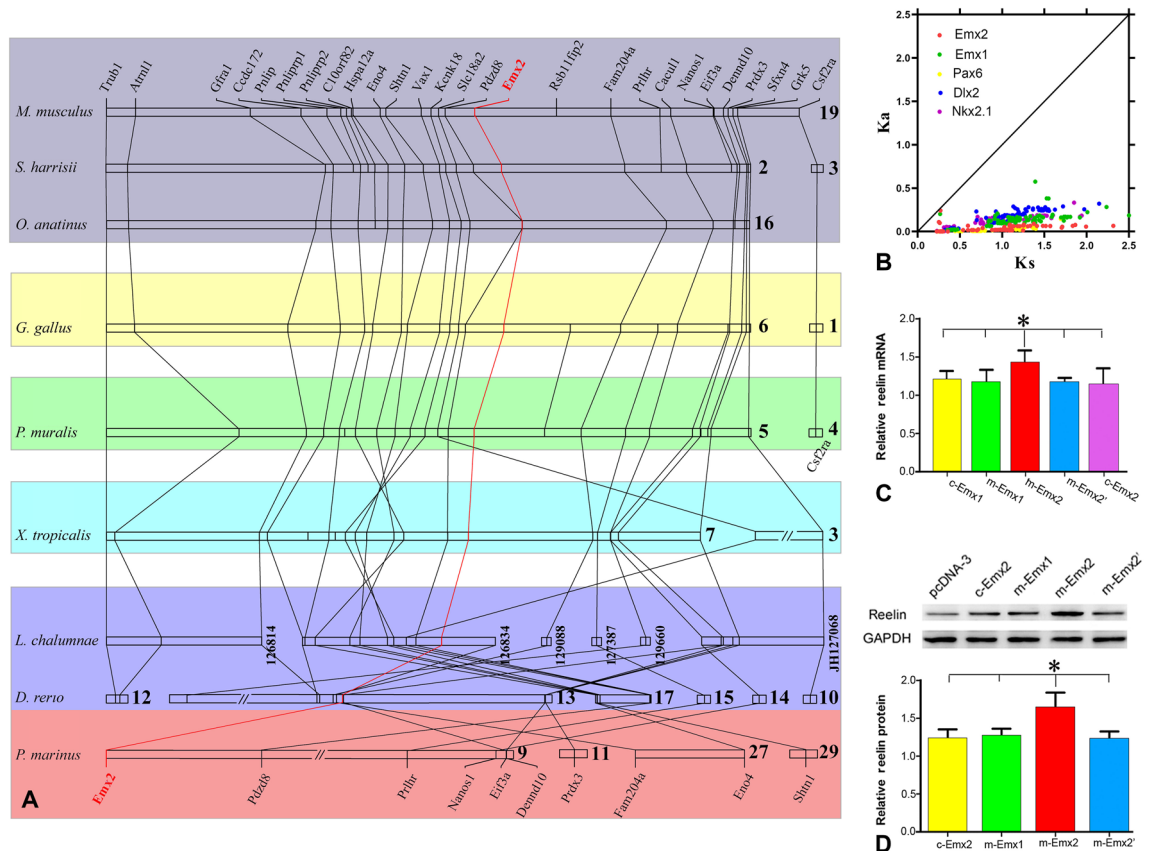 Trub1
Atrnl1
Gfra1
Ccdc172
Pnlip
Pnliprp1
Pnliprp2
C10orf82
Hspa12a
Eno4
Shtn1
Vax1
Kcnk18
Slc18a2
Pdzd8
Emx2
Rab11fip2
Fam204a
Prlhr
Cacul1
Nanos1
Eif3a
Dennd10
Prdx3
Sfxn4
Grk5
Csf2ra
M. musculus 19
S. harrisii 2 3
O. anatinus 16
G. gallus 6 1
P. muralis 5 4
Csf2ra
X. tropicalis // 7 3
L. chalumnae 126814 126834 129088 127387 129660 JH127068
D. rerio 12 // 13 17 15 14 10
P. marinus // 9 11 27 29
Emx2
Pdzd8
Prlhr
Nanos1
Eif3a
Dennd10
Prdx3
Fam204a
Eno4
Shtn1
A
2.5
2.0
1.5
1.0
0.5
0.0
Ka
Emx2
Emx1
Pax6
Dlx2
Nkx2.1
0.0 0.5 1.0 1.5 2.0 2.5
Ks
B
Relative reelin mRNA
2.0
1.5
1.0
0.5
0.0
*
c-Emx1 m-Emx1 m-Emx2 m-Emx2' c-Emx2
C
pcDNA-3 c-Emx2 m-Emx1 m-Emx2 m-Emx2'
Reelin
GAPDH
Relative reelin protein
2.0
1.5
1.0
0.5
0.0
*
c-Emx2 m-Emx1 m-Emx2 m-Emx2'
D